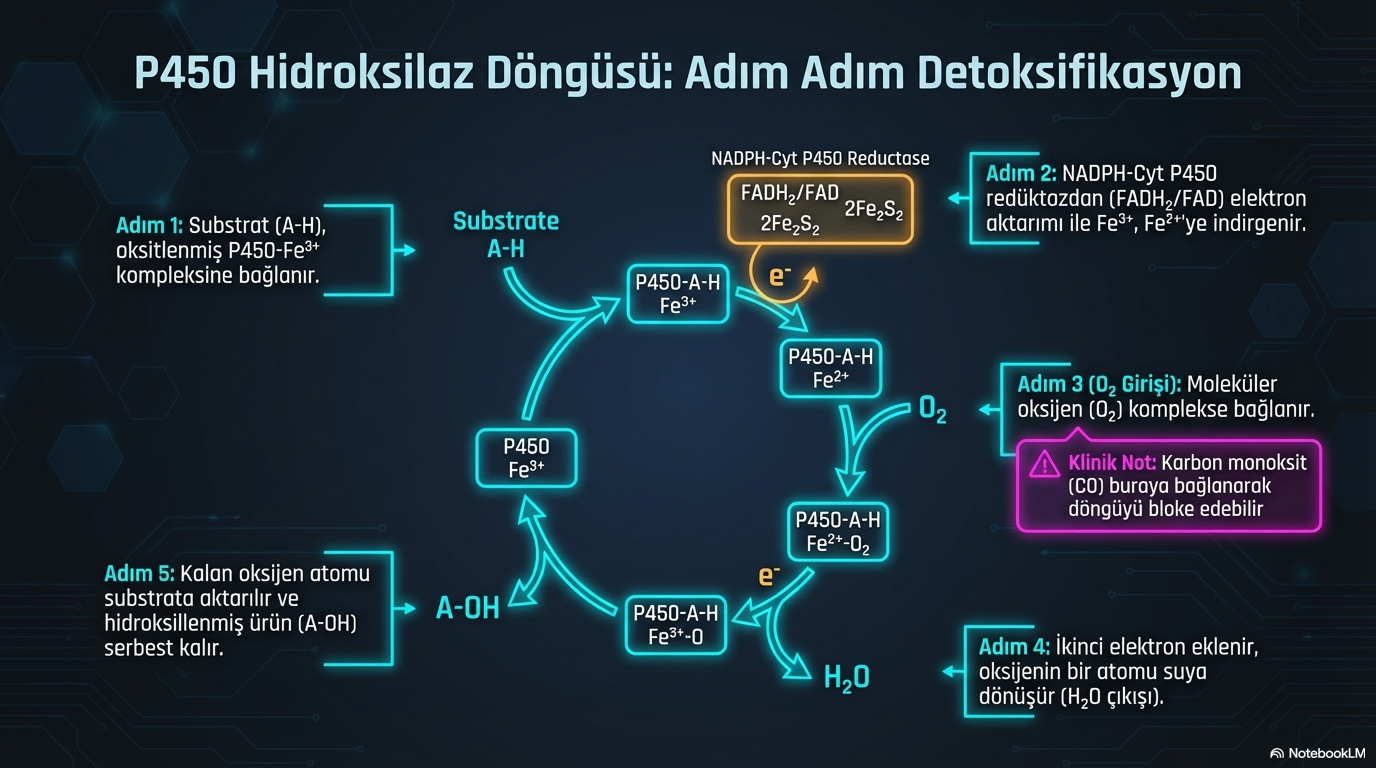 P450 Hidroksilaz Döngüsü: Adım Adım Detoksifikasyon
Adım 1: Substrat (A-H),
oksitlenmiş P450-Fe³⁺
kompleksine bağlanır.
Substrate
A-H
NADPH-Cyt P450 Reductase
FADH₂/FAD
2Fe₂S₂
2Fe₂S₂
e⁻
Adım 2: NADPH-Cyt P450
redüktozdan (FADH₂/FAD) elektron
aktarımı ile Fe³⁺, Fe²⁺'ye indirgenir.
P450-A-H
Fe³⁺
P450-A-H
Fe²⁺
O₂
Adım 3 (O₂ Girişi): Moleküler
oksijen (O₂) komplekse bağlanır.
Klinik Not: Karbon monoksit
(CO) buraya bağlanarak
döngüyü bloke edebilir
P450
Fe³⁺
P450-A-H
Fe²⁺-O₂
e⁻
P450-A-H
Fe³⁺-O
H₂O
Adım 4: İkinci elektron eklenir,
oksijenin bir atomu suya
dönüşür (H₂O çıkışı).
A-OH
Adım 5: Kalan oksijen atomu
substrata aktarılır ve
hidroksillenmiş ürün (A-OH)
serbest kalır.
NotebookLM